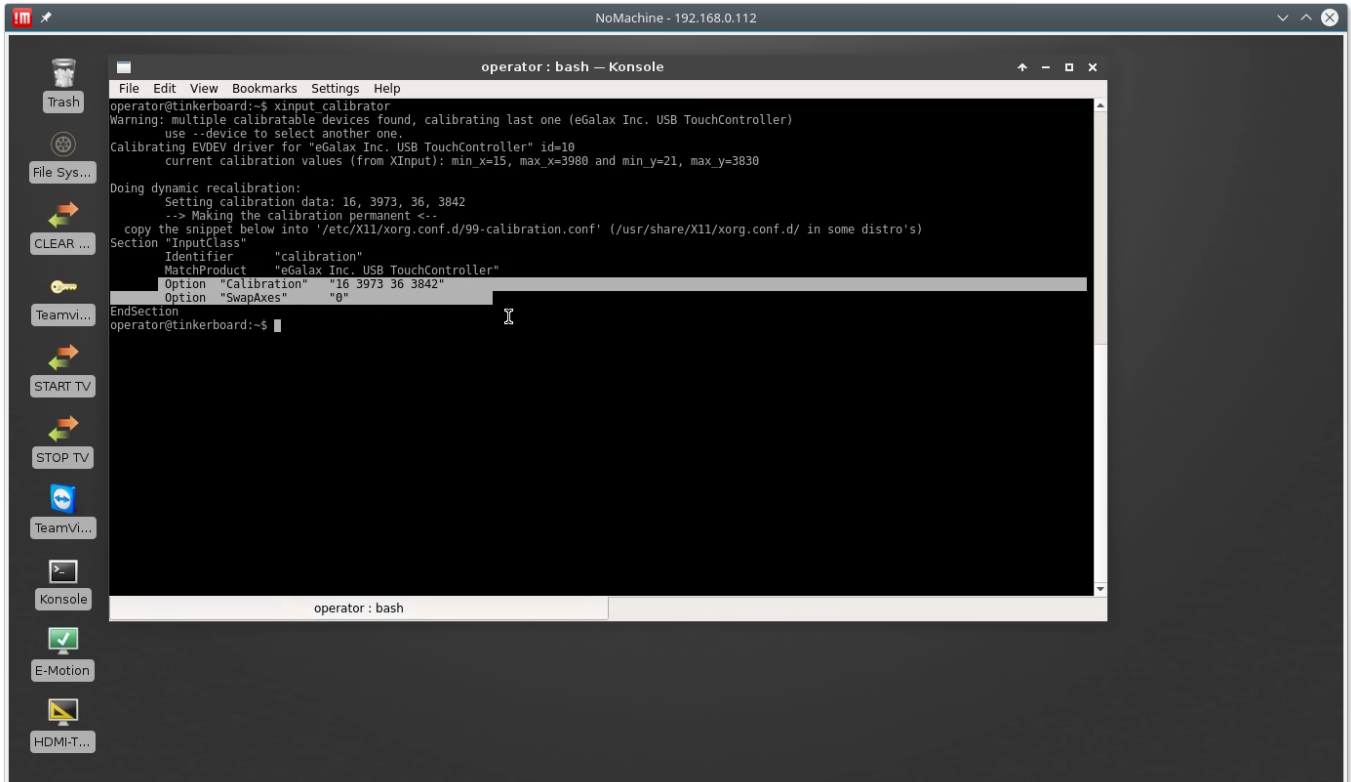 NoMachine - 192.168.0.112
Trash
File Sys...
CLEAR ...
Teamvi...
START TV
STOP TV
TeamVi...
Konsole
E-Motion
HDMI-T...
operator : bash — Konsole
File Edit View Bookmarks Settings Help
operator@tinkerboard:~$ xinput_calibrator
Warning: multiple calibratable devices found, calibrating last one (eGalax Inc. USB TouchController)
use --device to select another one.
Calibrating EVDEV driver for "eGalax Inc. USB TouchController" id=10
current calibration values (from XInput): min_x=15, max_x=3980 and min_y=21, max_y=3830
Doing dynamic recalibration:
Setting calibration data: 16, 3973, 36, 3842
--> Making the calibration permanent <--
copy the snippet below into '/etc/X11/xorg.conf.d/99-calibration.conf' (/usr/share/X11/xorg.conf.d/ in some distro's)
Section "InputClass"
Identifier "calibration"
MatchProduct "eGalax Inc. USB TouchController"
Option "Calibration" "16 3973 36 3842"
Option "SwapAxes" "0"
EndSection
operator@tinkerboard:~$
operator : bash